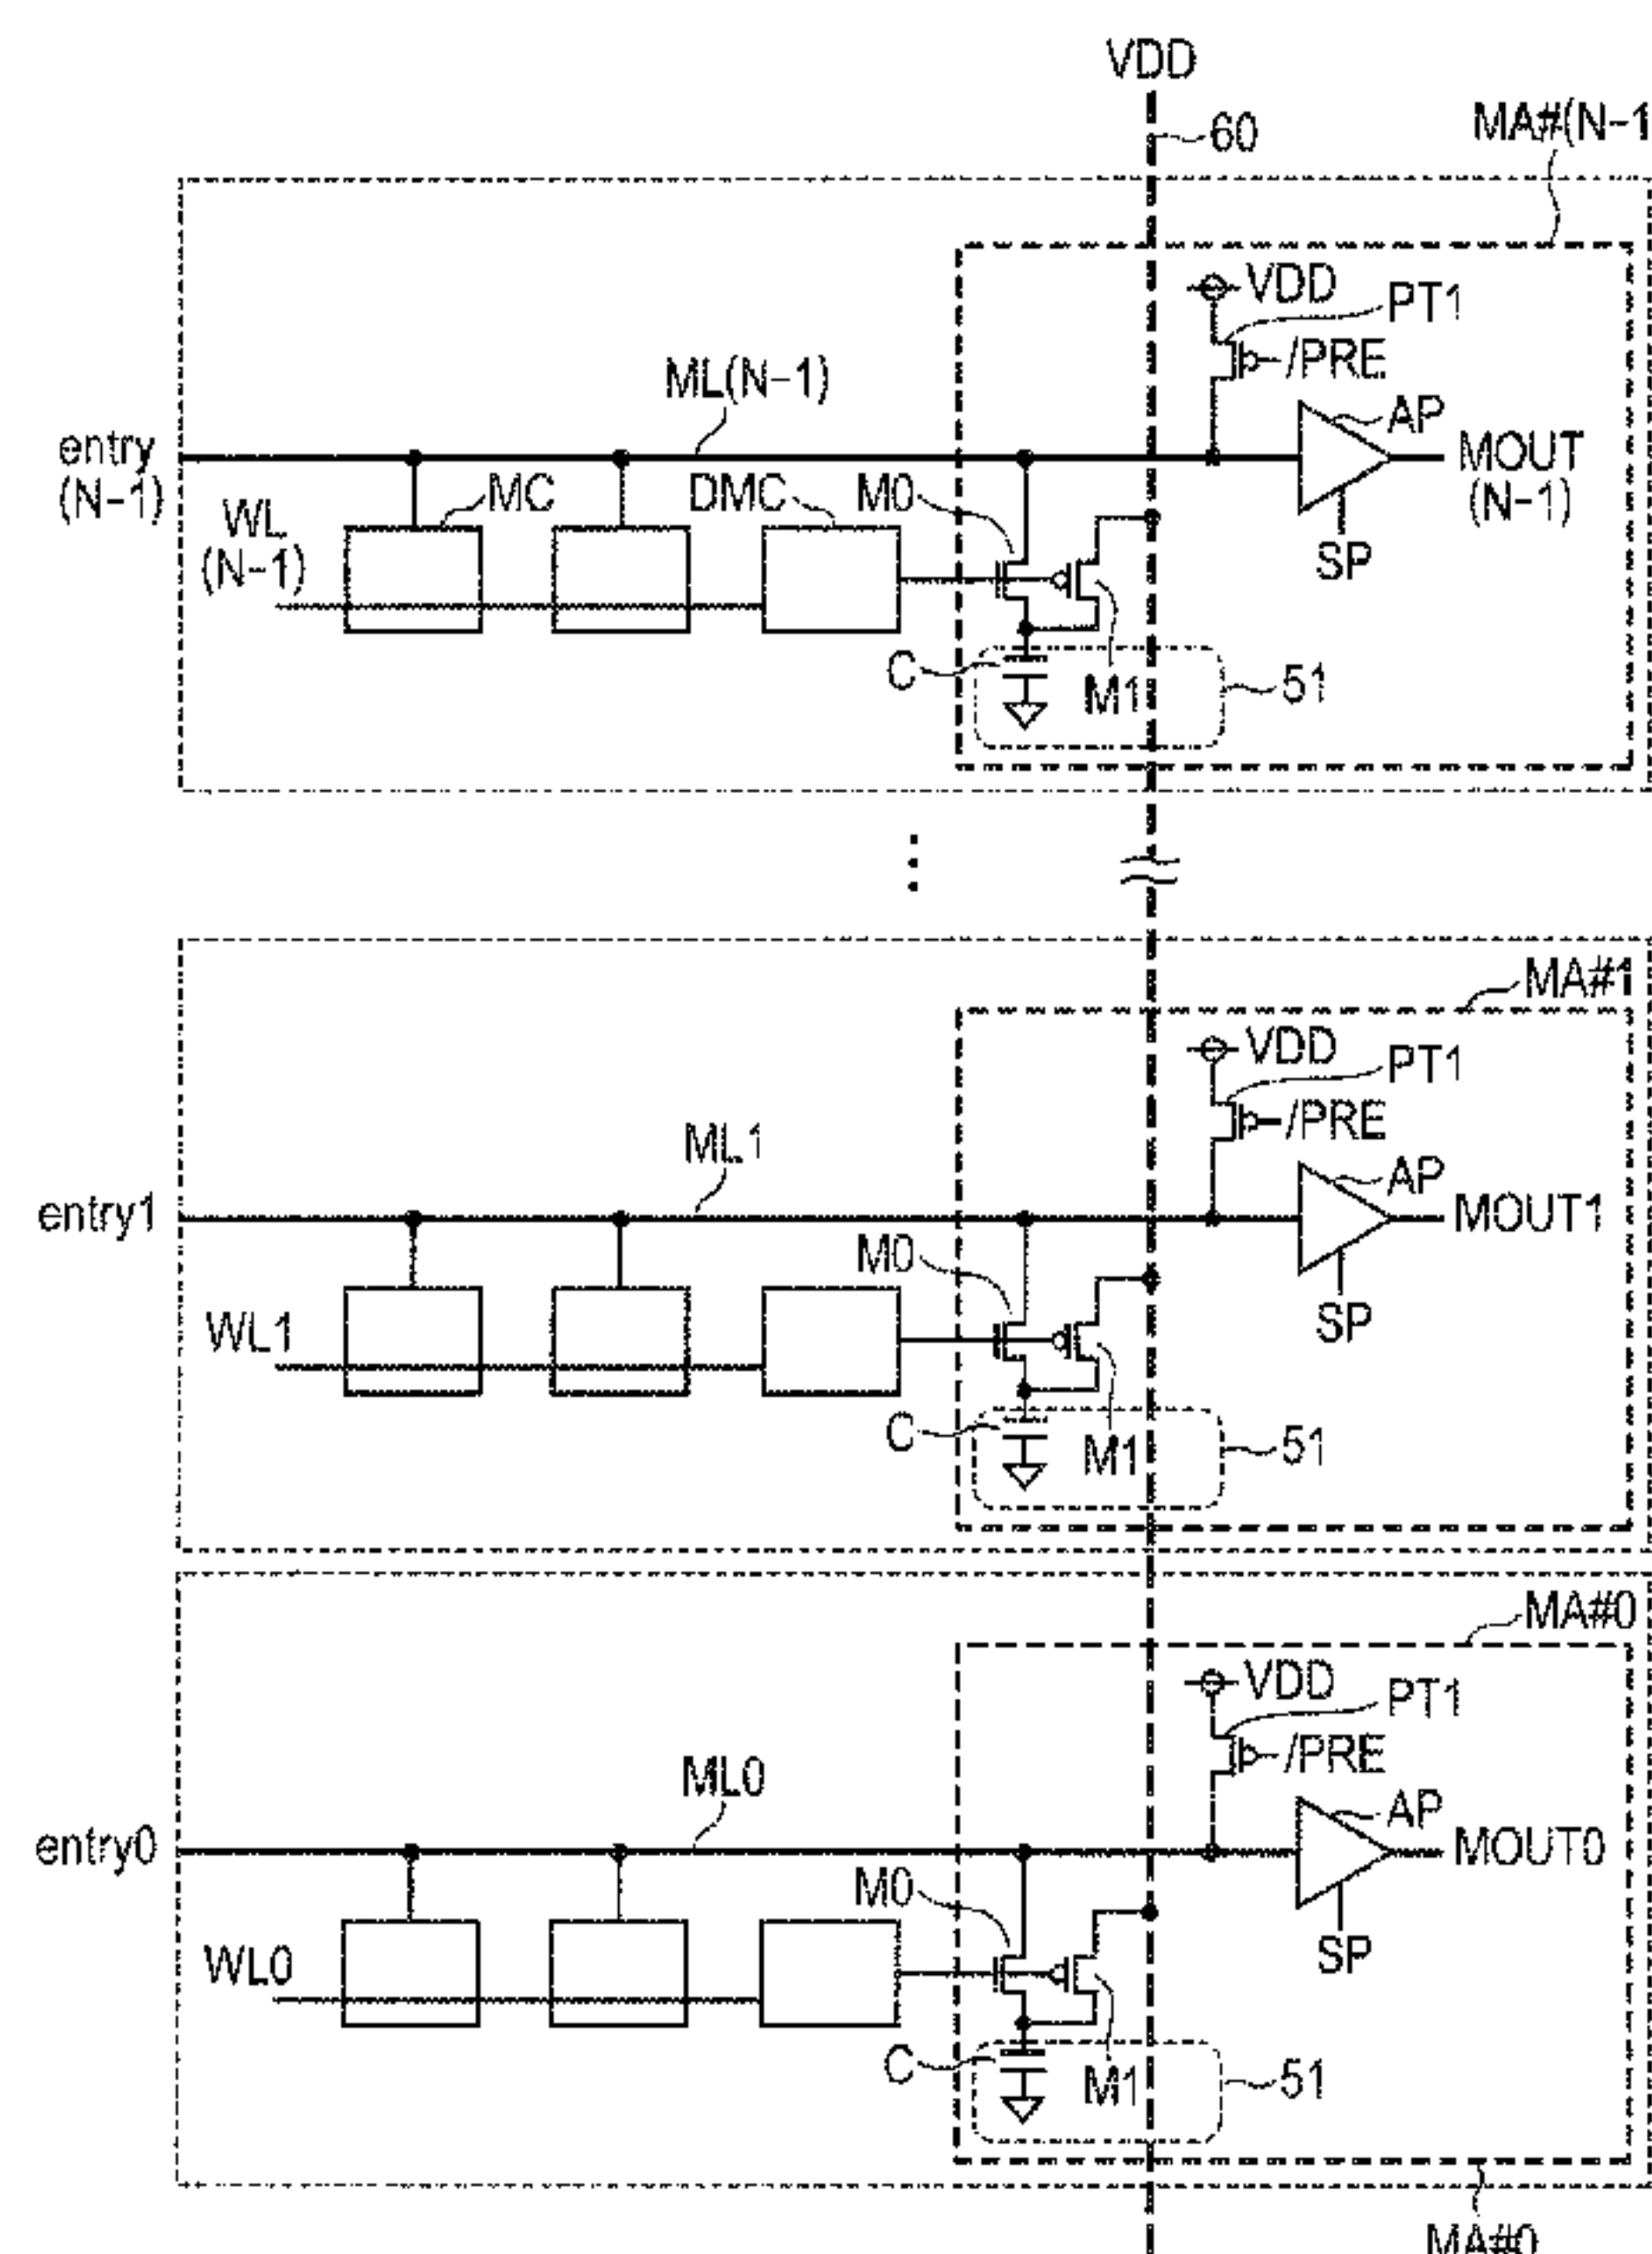 VDD
60
MA#(N-1
VDD
PT1
/PRE
ML(N-1)
AP
entry
(N-1)
MOUT
(N-1)
WL
(N-1)
MC
DMC
M0
SP
C
M1
51
MA#1
VDD
PT1
/PRE
ML1
AP
entry1
MOUT1
M0
WL1
SP
C
M1
51
MA#0
VDD
PT1
/PRE
ML0
AP
entry0
MOUT0
M0
WL0
SP
C
M1
51
MA#0